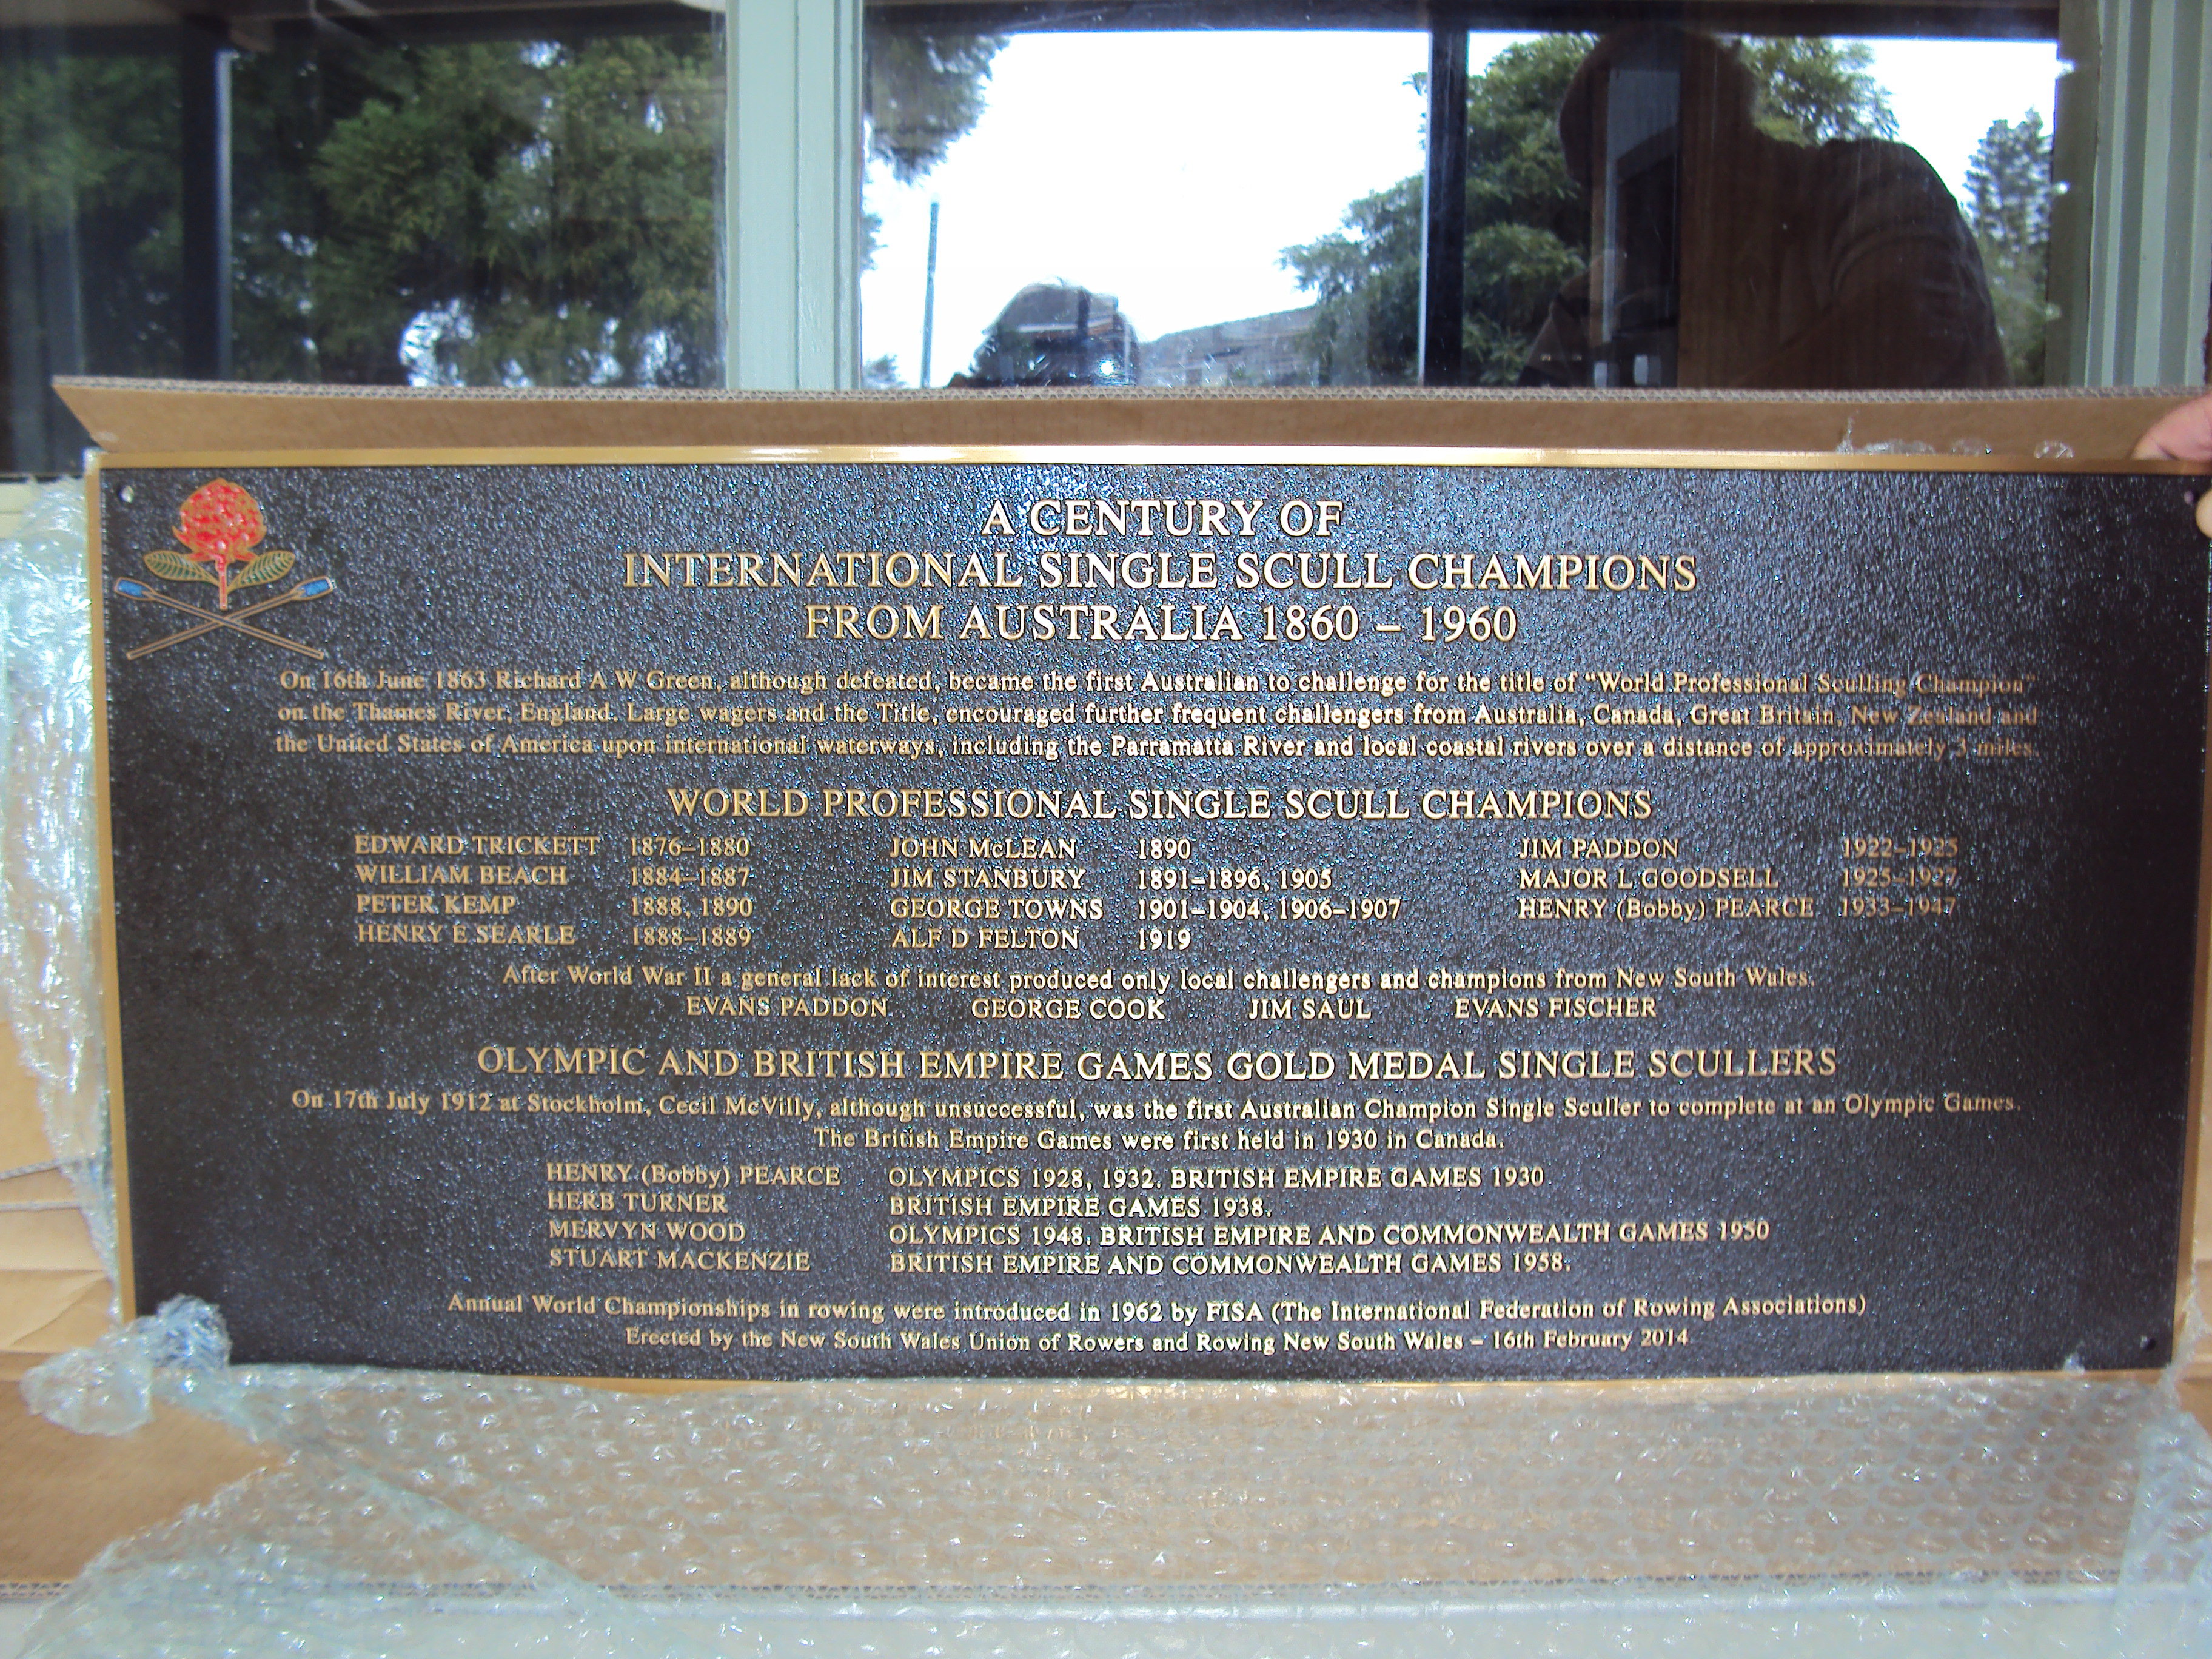 A CENTURY OF
INTERNATIONAL SINGLE SCULL CHAMPIONS
FROM AUSTRALIA 1860 – 1960
On 16th June 1863 Richard A W Green, although defeated, became the first Australian to challenge for the title of “World Professional Sculling Champion”
on the Thames River, England. Large wagers and the Title, encouraged further frequent challengers from Australia, Canada, Great Britain, New Zealand and
the United States of America upon international waterways, including the Parramatta River and local coastal rivers over a distance of approximately 3 miles.
WORLD PROFESSIONAL SINGLE SCULL CHAMPIONS
EDWARD TRICKETT 1876–1880 JOHN McLEAN 1890 JIM PADDON 1922–1925
WILLIAM BEACH 1884–1887 JIM STANBURY 1891–1896, 1905 MAJOR L GOODSELL 1925–1927
PETER KEMP 1888, 1890 GEORGE TOWNS 1901–1904, 1906–1907 HENRY (Bobby) PEARCE 1933–1947
HENRY E SEARLE 1888–1889 ALF D FELTON 1919
After World War II a general lack of interest produced only local challengers and champions from New South Wales.
EVANS PADDON GEORGE COOK JIM SAUL EVANS FISCHER
OLYMPIC AND BRITISH EMPIRE GAMES GOLD MEDAL SINGLE SCULLERS
On 17th July 1912 at Stockholm, Cecil McVilly, although unsuccessful, was the first Australian Champion Single Sculler to complete at an Olympic Games.
The British Empire Games were first held in 1930 in Canada.
HENRY (Bobby) PEARCE OLYMPICS 1928, 1932. BRITISH EMPIRE GAMES 1930
HERB TURNER BRITISH EMPIRE GAMES 1938.
MERVYN WOOD OLYMPICS 1948. BRITISH EMPIRE AND COMMONWEALTH GAMES 1950
STUART MACKENZIE BRITISH EMPIRE AND COMMONWEALTH GAMES 1958.
Annual World Championships in rowing were introduced in 1962 by FISA (The International Federation of Rowing Associations)
Erected by the New South Wales Union of Rowers and Rowing New South Wales – 16th February 2014